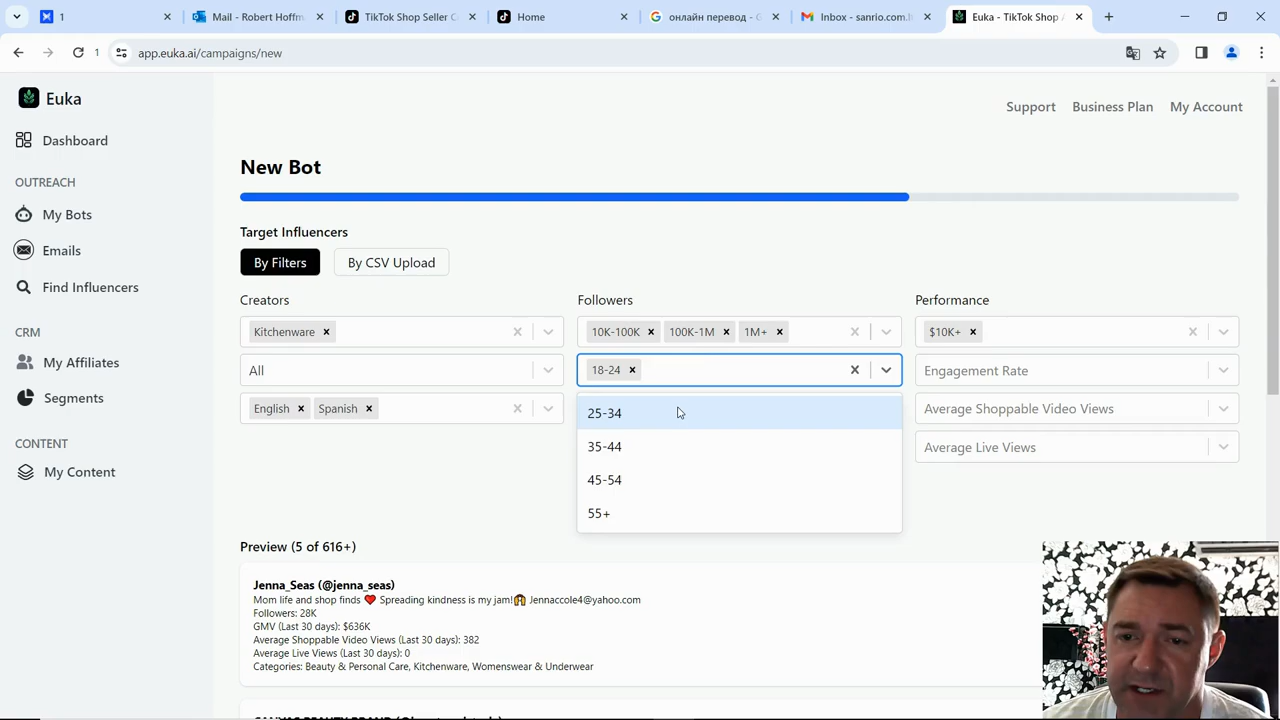 1
Mail - Robert Hoffm
TikTok Shop Seller C
Home
онлайн перевод - G
Inbox - sanrio.com.l
Euka - TikTok Shop A
1
app.euka.ai/campaigns/new
Euka
Support
Business Plan
My Account
Dashboard
OUTREACH
My Bots
Emails
Find Influencers
CRM
My Affiliates
Segments
CONTENT
My Content
New Bot
Target Influencers
By Filters
By CSV Upload
Creators
Followers
Performance
Kitchenware
10K-100K
100K-1M
1M+
$10K+
All
18-24
Engagement Rate
English
Spanish
25-34
Average Shoppable Video Views
35-44
Average Live Views
45-54
55+
Preview (5 of 616+)
Jenna_Seas (@jenna_seas)
Mom life and shop finds ❤️ Spreading kindness is my jam!🙆 Jennaccole4@yahoo.com
Followers: 28K
GMV (Last 30 days): $636K
Average Shoppable Video Views (Last 30 days): 382
Average Live Views (Last 30 days): 0
Categories: Beauty & Personal Care, Kitchenware, Womenswear & Underwear